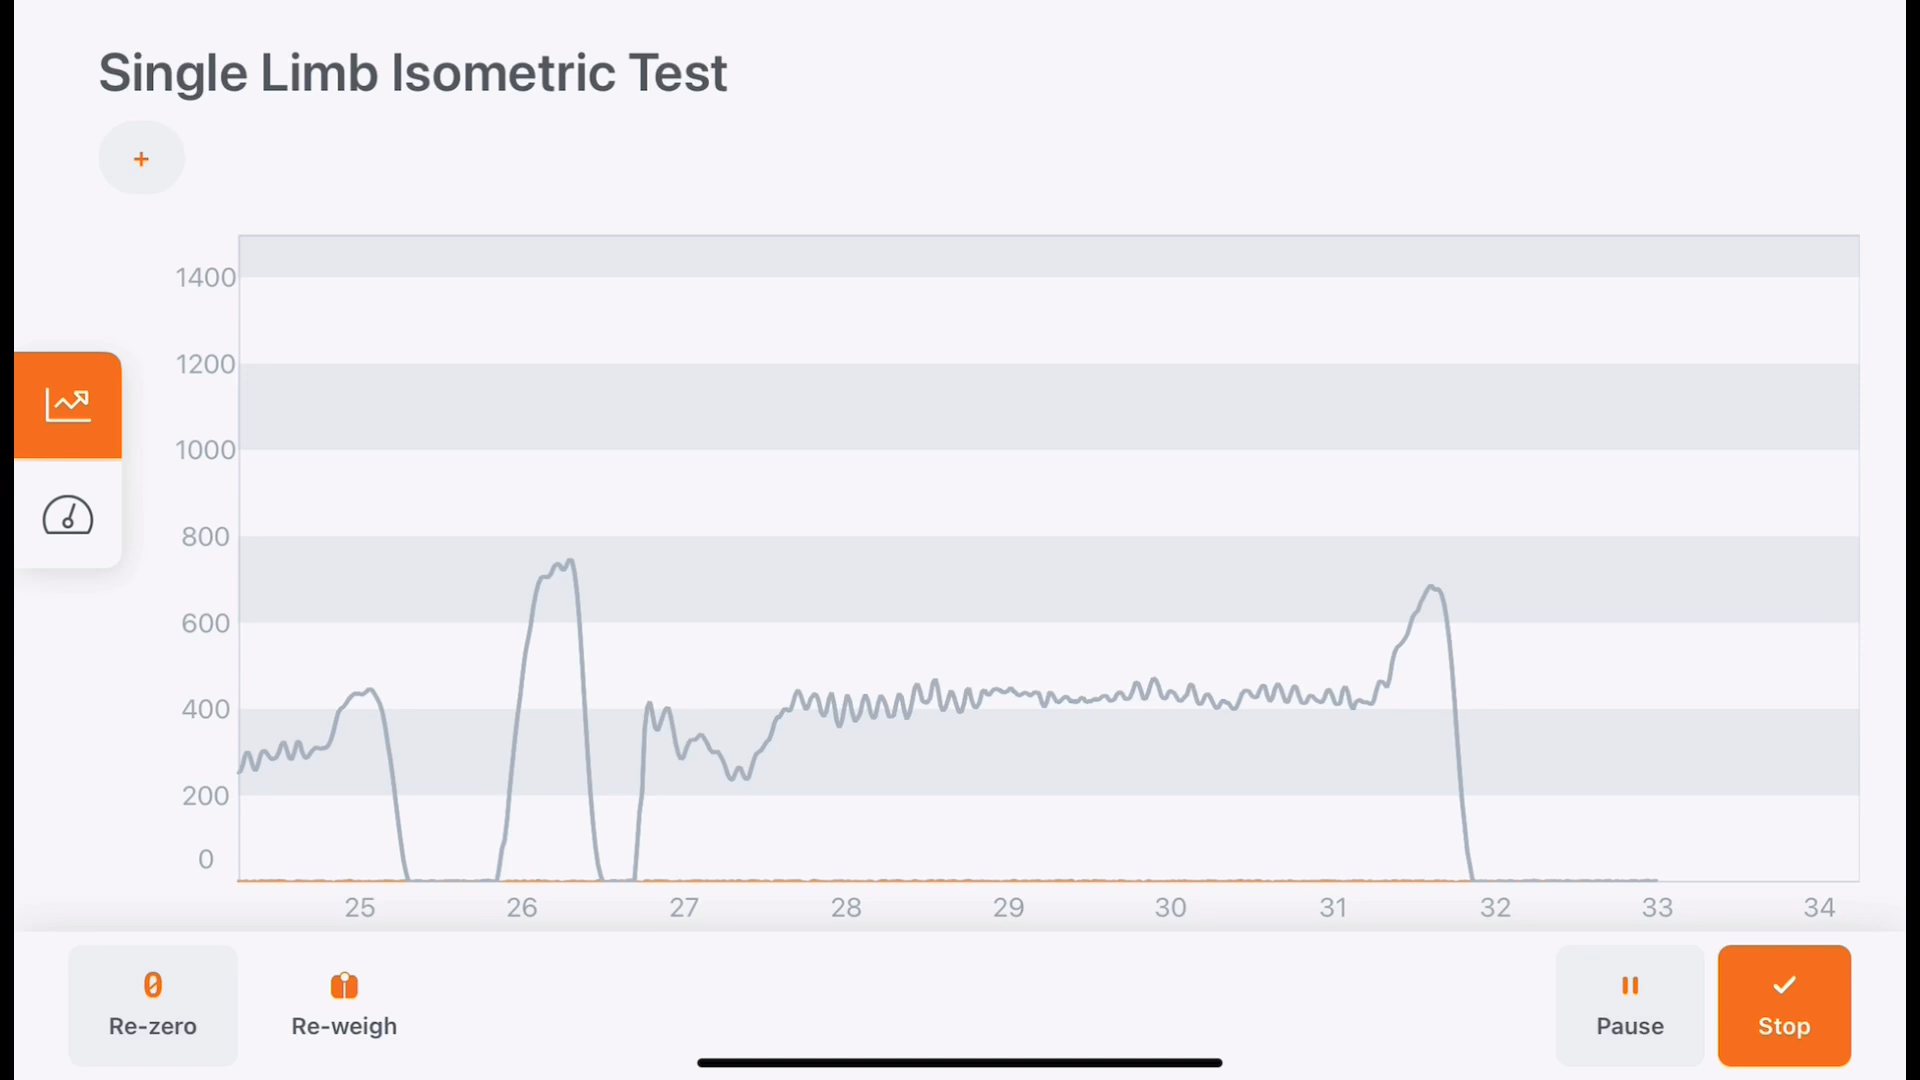 Single Limb Isometric Test
+
1400
1200
1000
800
600
400
200
0
25 26 27 28 29 30 31 32 33 34
0
Re-zero
Re-weigh
Pause
Stop